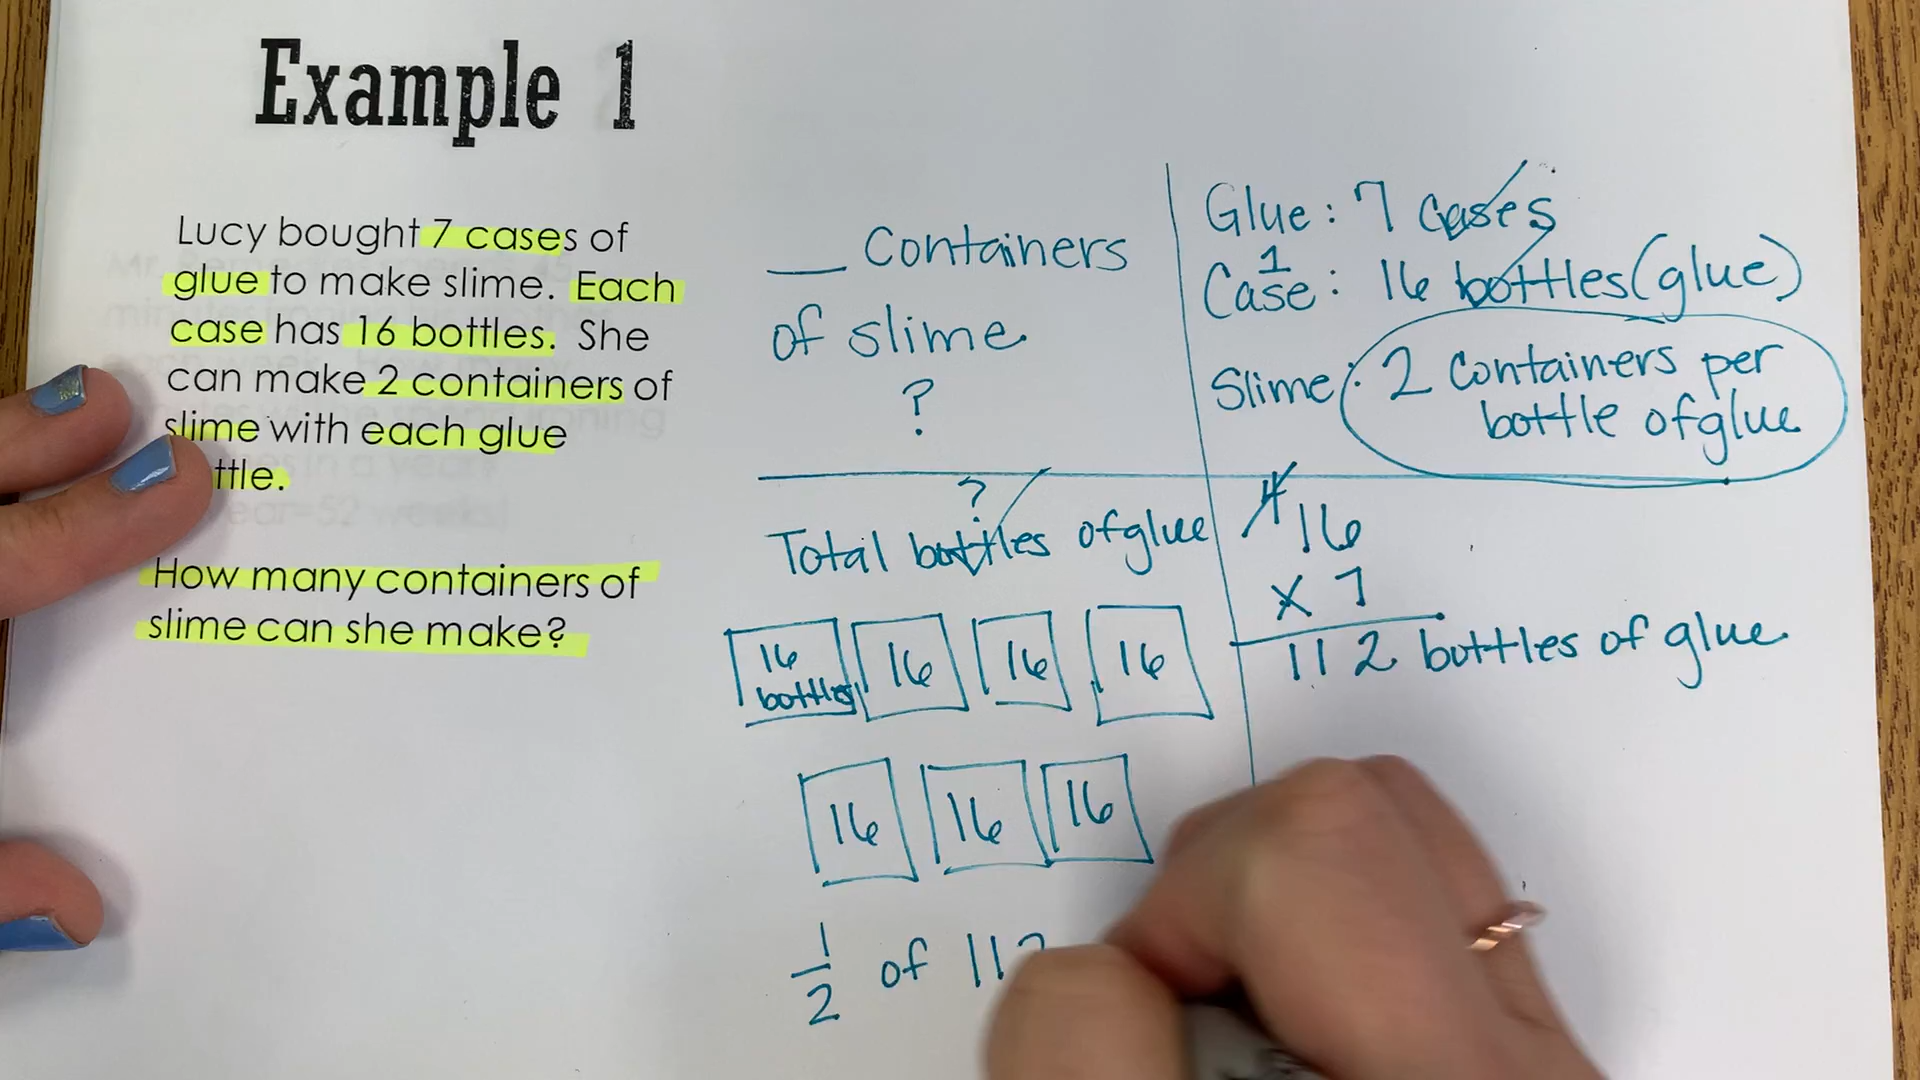 Example 1
Lucy bought 7 cases of
glue to make slime. Each
case has 16 bottles. She
can make 2 containers of
slime with each glue
ttle.
How many containers of
slime can she make?
__ Containers
of slime
?
Glue: 7 cases
1
Case: 16 bottles (glue)
Slime: 2 containers per
bottle of glue
?
Total bottles of glue
16
bottles
16
16
16
16
16
16
4
16
x 7
112 bottles of glue
1/2 of 112